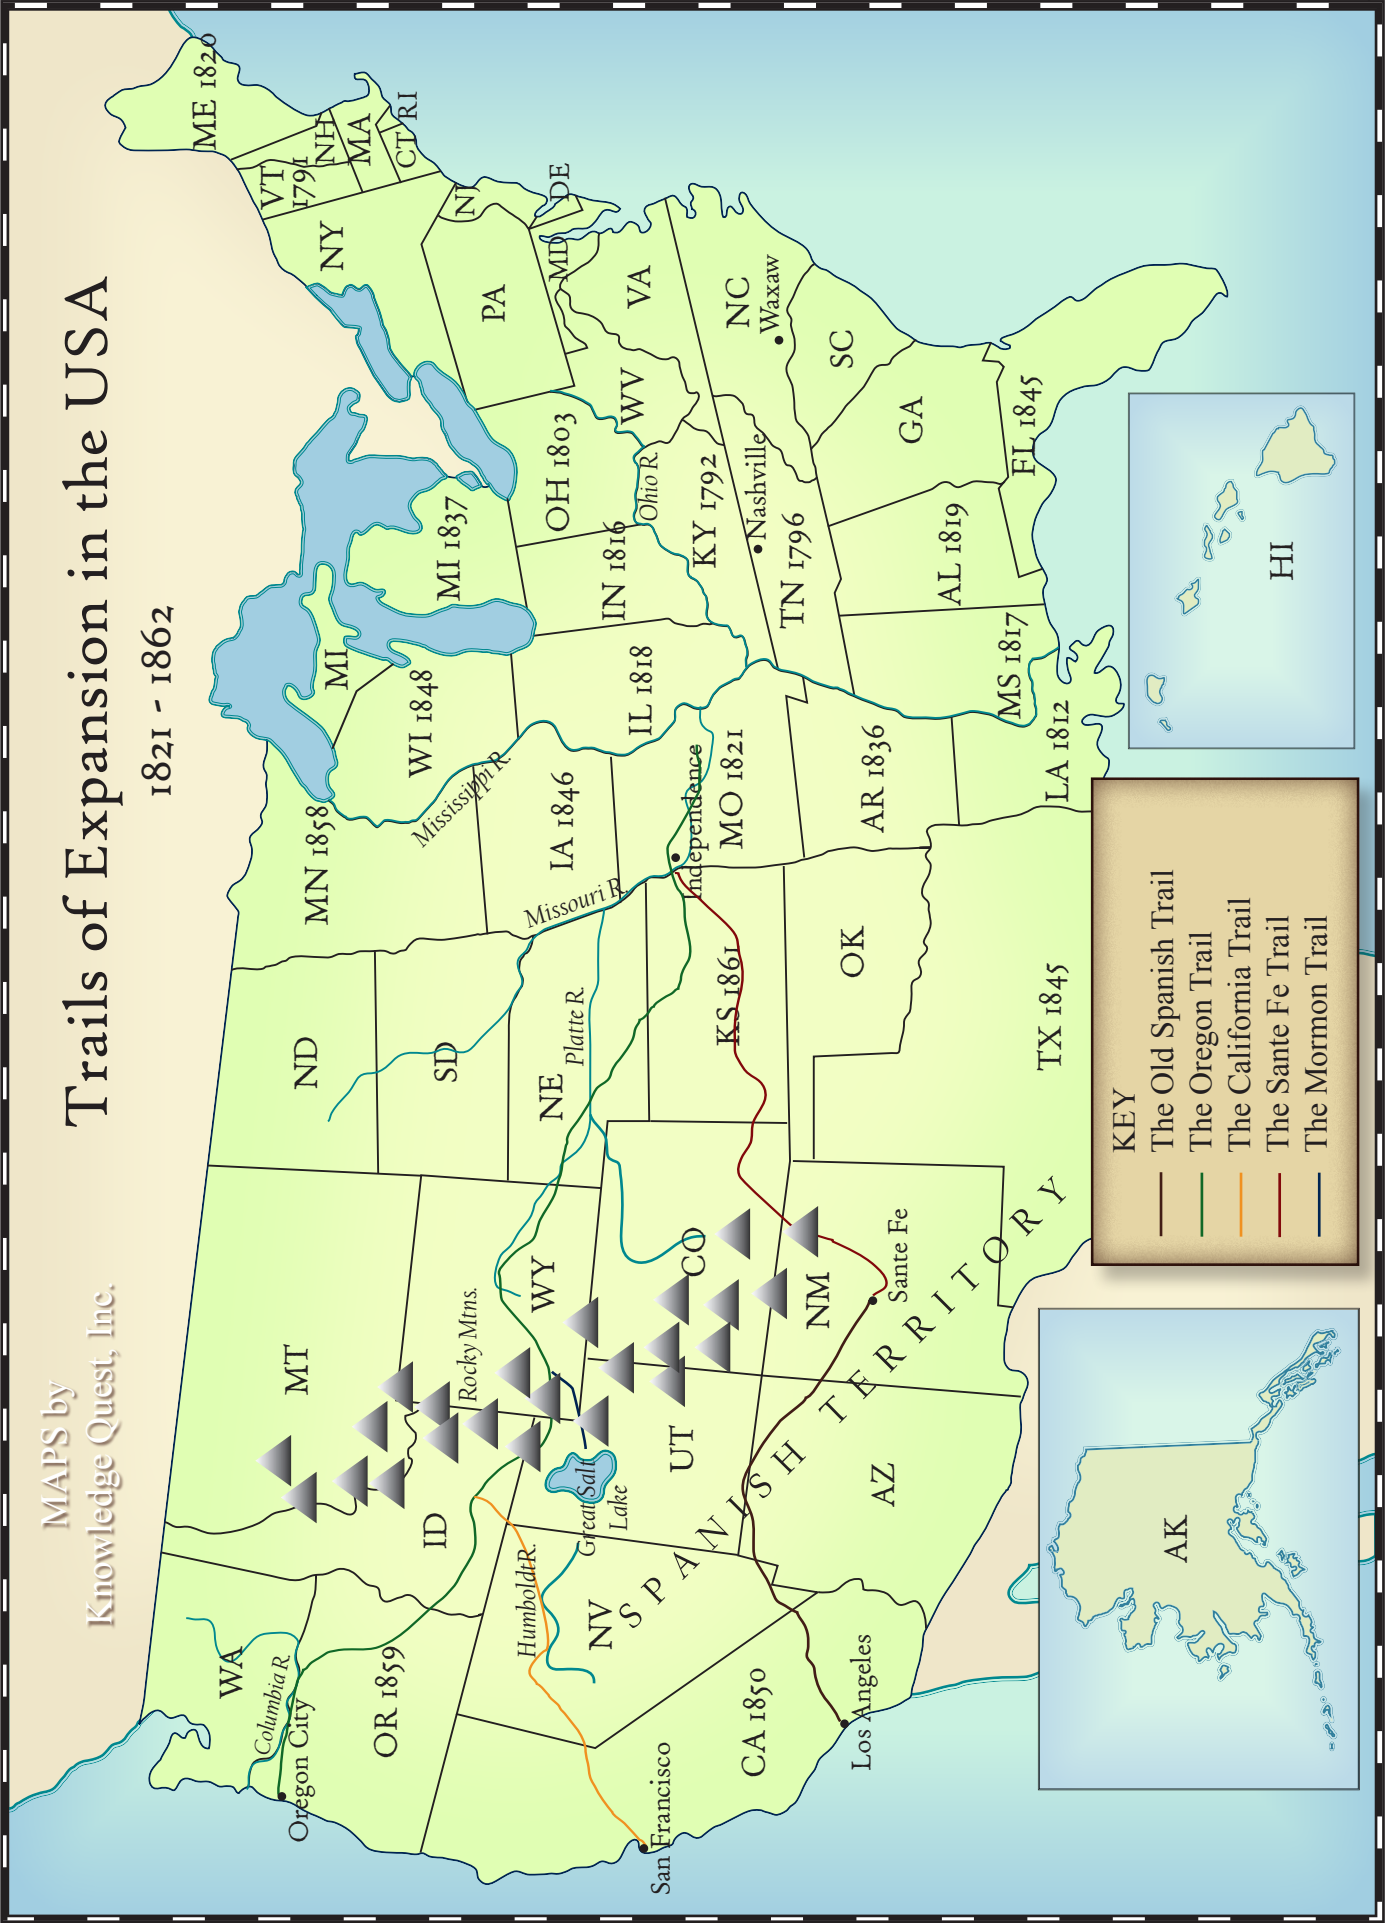 Trails of Expansion in the USA
1821 - 1862
MAPS by
Knowledge Quest, Inc.
WA
Columbia R.
Oregon City
OR 1859
ID
MT
ND
SD
MN 1858
WI 1848
MI
MI 1837
Mississippi R.
Rocky Mtns.
WY
NE
Platte R.
Missouri R.
IA 1846
IL 1818
IN 1816
OH 1803
Ohio R.
PA
NY
VT
1791
NH
ME 1820
MA
CT
RI
NJ
DE
MD
VA
WV
KY 1792
Nashville
TN 1796
NC
Waxaw
SC
GA
AL 1819
MS 1817
FL 1845
LA 1812
AR 1836
MO 1821
Independence
KS 1861
OK
TX 1845
CO
NM
Sante Fe
UT
Great Salt
Lake
Humboldt R.
NV
SPANISH TERRITORY
AZ
CA 1850
San Francisco
Los Angeles
AK
KEY
The Old Spanish Trail
The Oregon Trail
The California Trail
The Sante Fe Trail
The Mormon Trail
HI